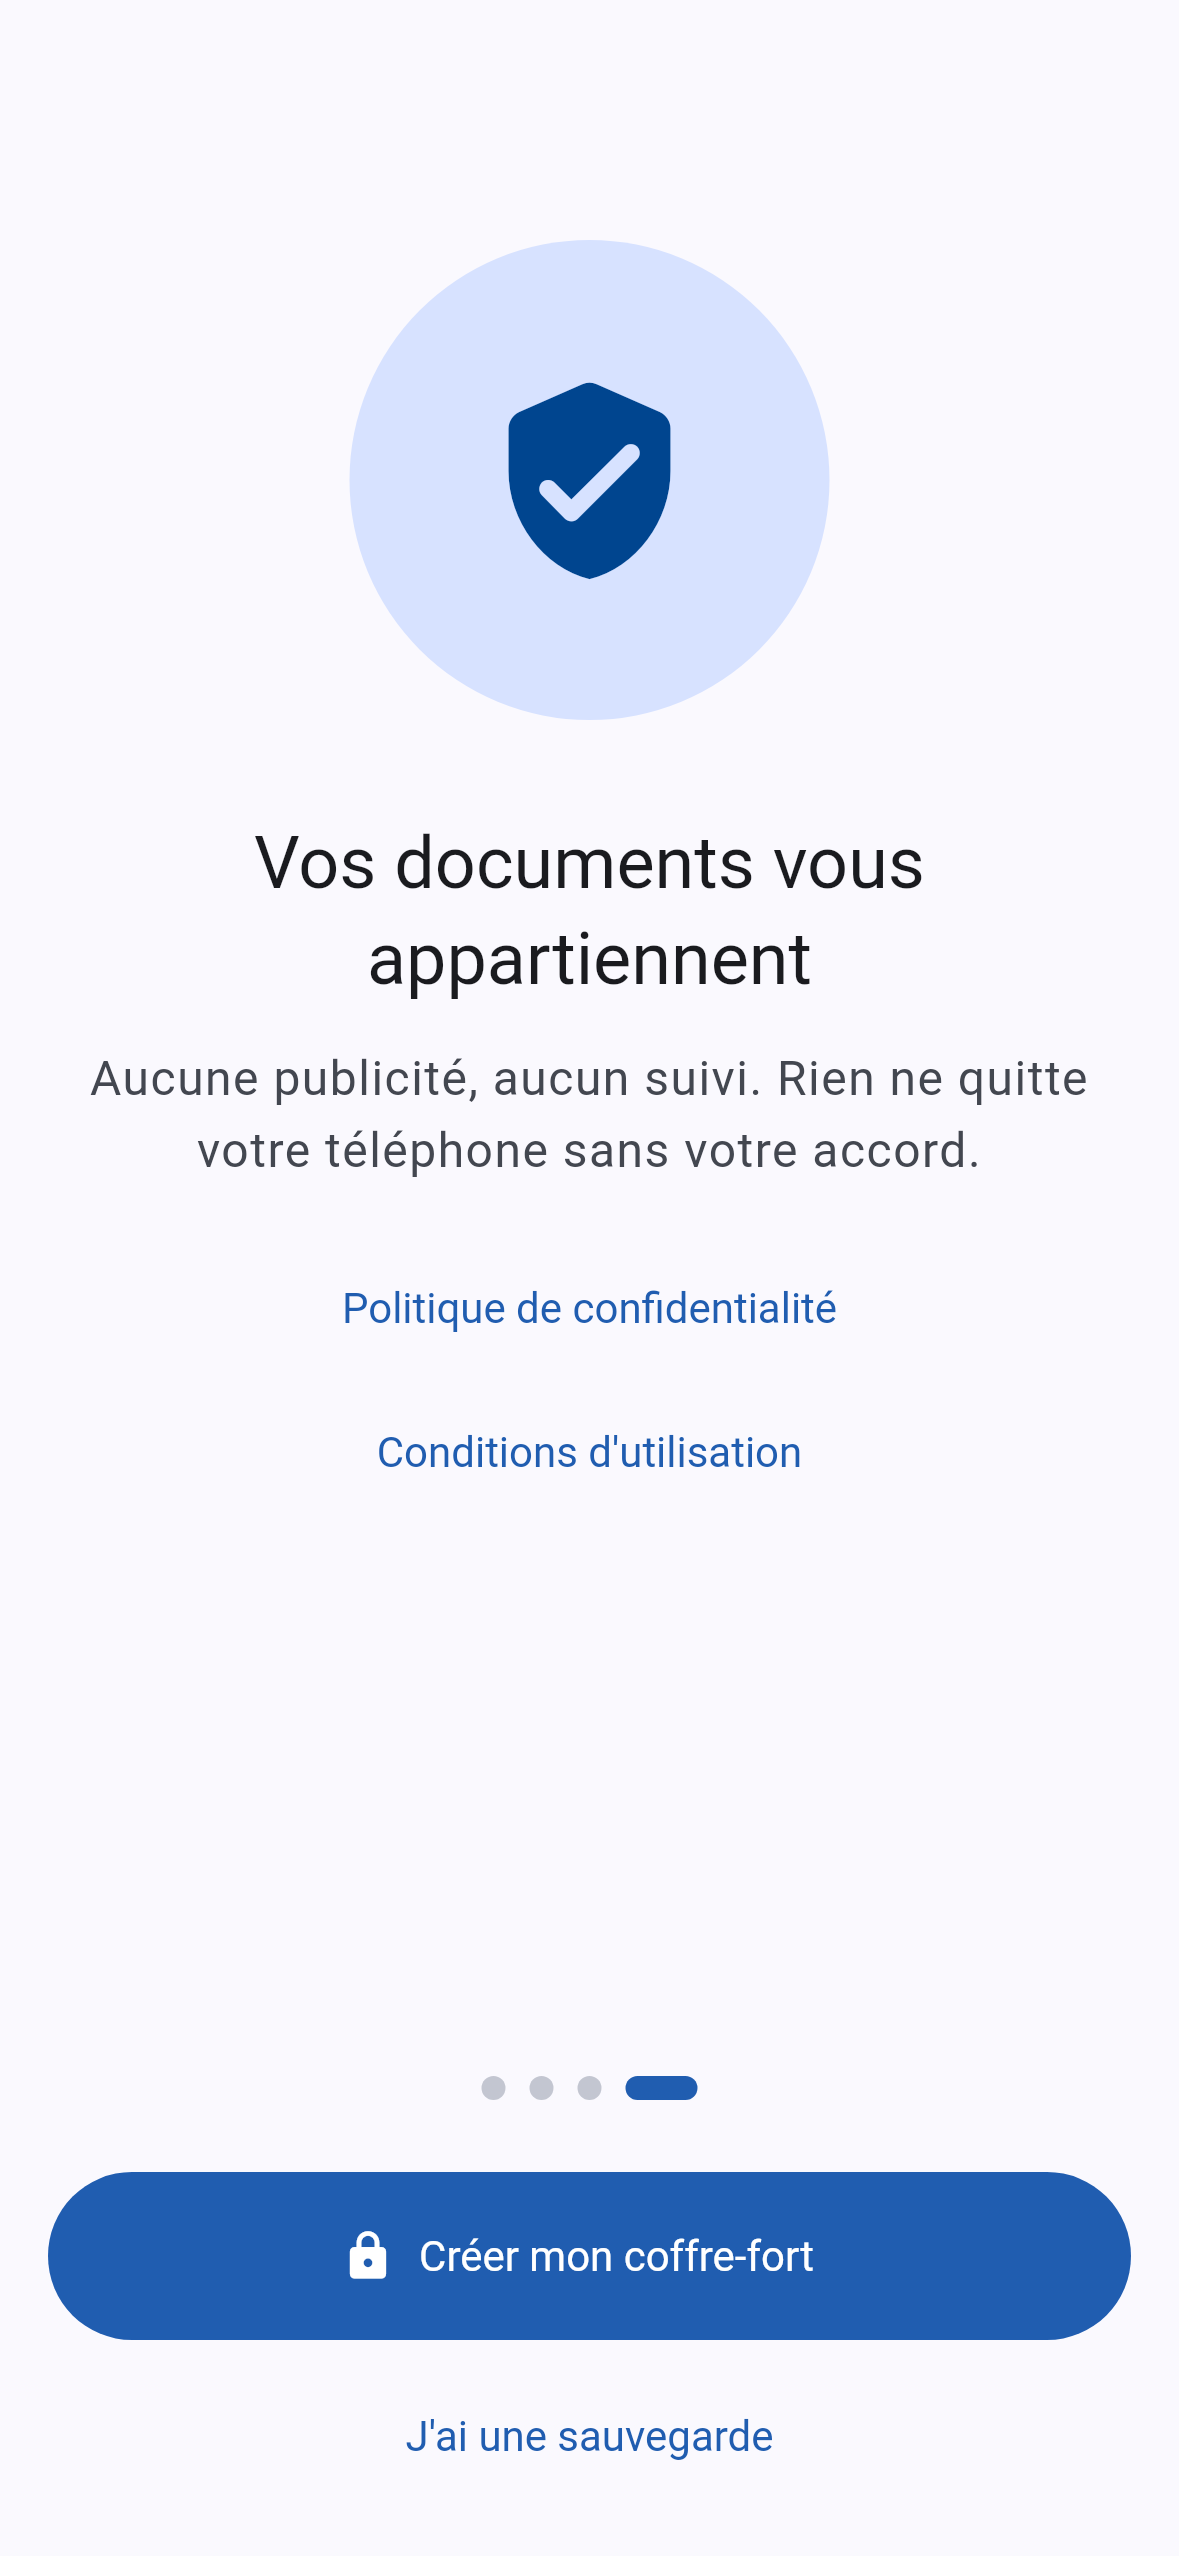 Vos documents vous
appartiennent
Aucune publicité, aucun suivi. Rien ne quitte
votre téléphone sans votre accord.
Politique de confidentialité
Conditions d'utilisation
Créer mon coffre-fort
J'ai une sauvegarde